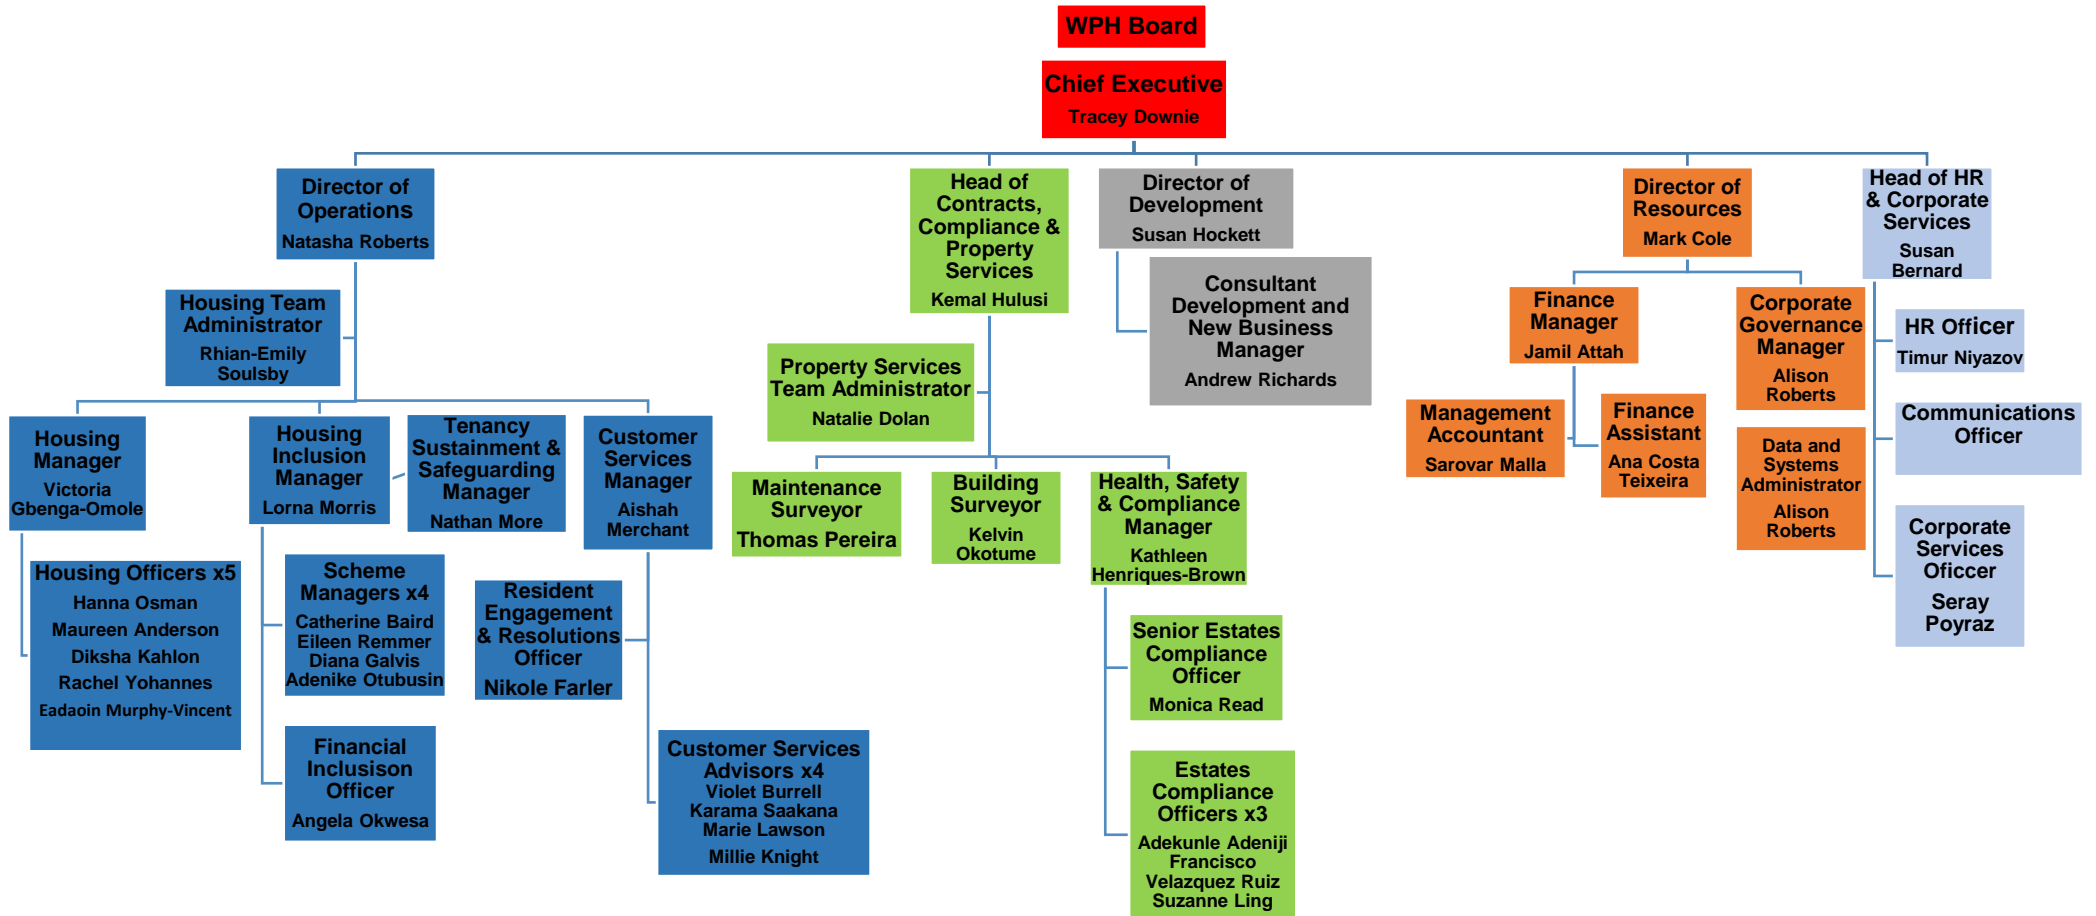 WPH Board
Chief Executive
Tracey Downie
Director of
Operations
Natasha Roberts
Head of
Contracts,
Compliance &
Property
Services
Kemal Hulusi
Director of
Development
Susan Hockett
Director of
Resources
Mark Cole
Head of HR
& Corporate
Services
Susan
Bernard
Housing Team
Administrator
Rhian-Emily
Soulsby
Housing
Manager
Victoria
Gbenga-Omole
Housing
Inclusion
Manager
Lorna Morris
Tenancy
Sustainment &
Safeguarding
Manager
Nathan More
Customer
Services
Manager
Aishah
Merchant
Housing Officers x5
Hanna Osman
Maureen Anderson
Diksha Kahlon
Rachel Yohannes
Eadaoin Murphy-Vincent
Scheme
Managers x4
Catherine Baird
Eileen Remmer
Diana Galvis
Adenike Otubusin
Financial
Inclusison
Officer
Angela Okwesa
Resident
Engagement
& Resolutions
Officer
Nikole Farler
Customer Services
Advisors x4
Violet Burrell
Karama Saakana
Marie Lawson
Millie Knight
Property Services
Team Administrator
Natalie Dolan
Maintenance
Surveyor
Thomas Pereira
Building
Surveyor
Kelvin
Okotume
Health, Safety
& Compliance
Manager
Kathleen
Henriques-Brown
Senior Estates
Compliance
Officer
Monica Read
Estates
Compliance
Officers x3
Adekunle Adeniji
Francisco
Velazquez Ruiz
Suzanne Ling
Consultant
Development and
New Business
Manager
Andrew Richards
Finance
Manager
Jamil Attah
Corporate
Governance
Manager
Alison
Roberts
Management
Accountant
Sarovar Malla
Finance
Assistant
Ana Costa
Teixeira
Data and
Systems
Administrator
Alison
Roberts
HR Officer
Timur Niyazov
Communications
Officer
Corporate
Services
Oficcer
Seray
Poyraz